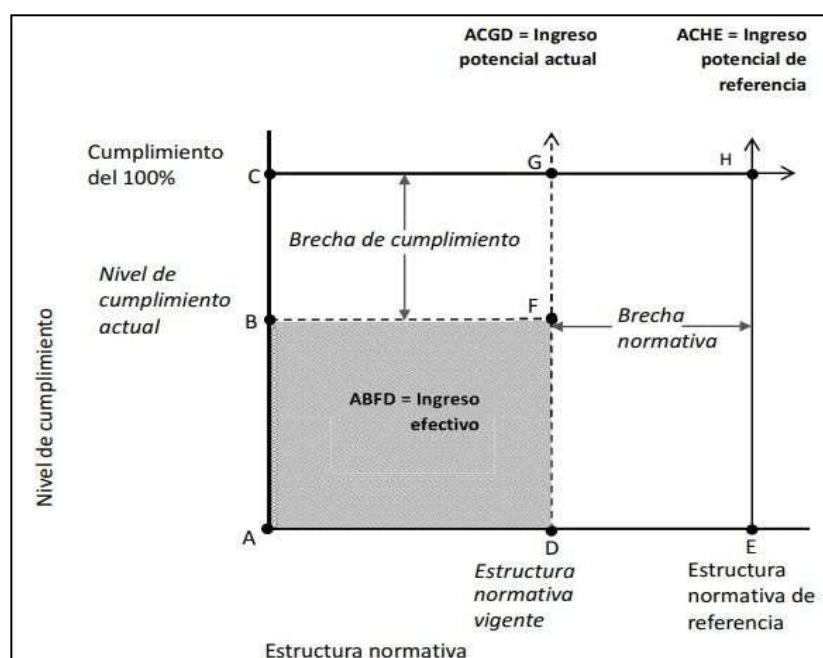 ACGD = Ingreso
potencial actual
ACHE = Ingreso
potencial de
referencia
Cumplimiento
del 100%
C
G
H
Brecha de cumplimiento
Nivel de
cumplimiento
actual
B
F
Brecha
normativa
ABFD = Ingreso
efectivo
Nivel de cumplimiento
A
D
E
Estructura
normativa
vigente
Estructura
normativa de
referencia
Estructura normativa